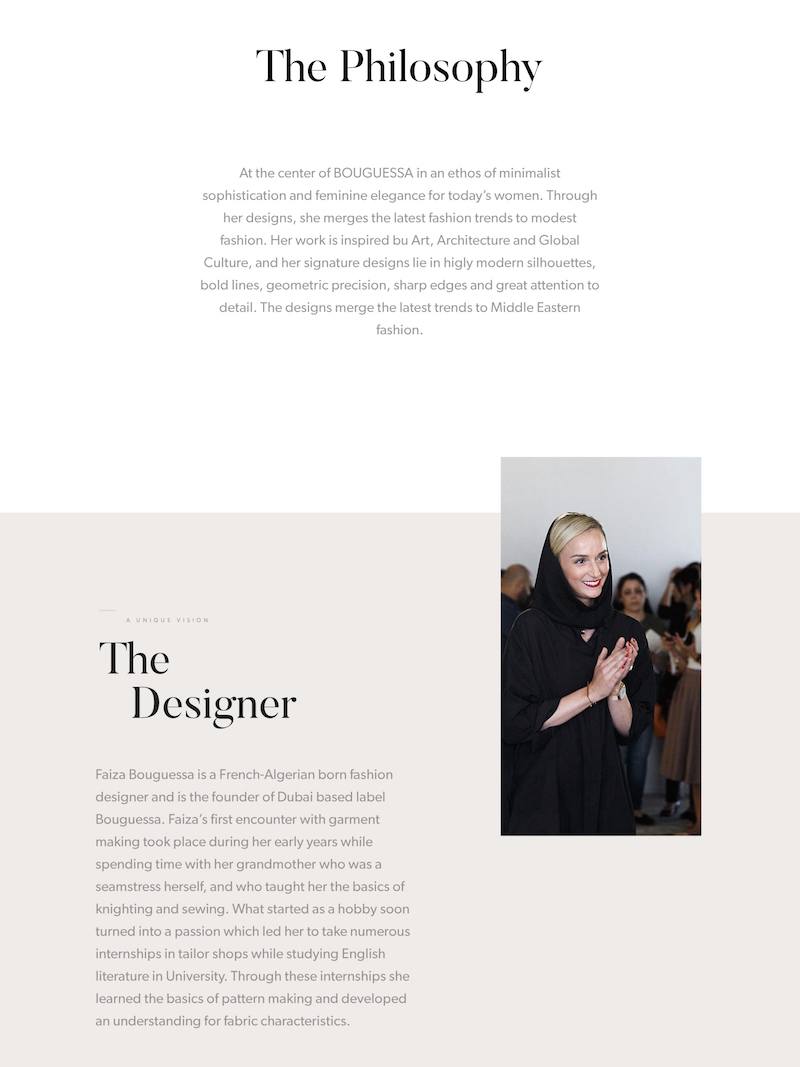 The Philosophy
At the center of BOUGUESSA in an ethos of minimalist
sophistication and feminine elegance for today's women. Through
her designs, she merges the latest fashion trends to modest
fashion. Her work is inspired bu Art, Architecture and Global
Culture, and her signature designs lie in higly modern silhouettes,
bold lines, geometric precision, sharp edges and great attention to
detail. The designs merge the latest trends to Middle Eastern
fashion.
A UNIQUE VISION
The
Designer
Faiza Bouguessa is a French-Algerian born fashion
designer and is the founder of Dubai based label
Bouguessa. Faiza's first encounter with garment
making took place during her early years while
spending time with her grandmother who was a
seamstress herself, and who taught her the basics of
knighting and sewing. What started as a hobby soon
turned into a passion which led her to take numerous
internships in tailor shops while studying English
literature in University. Through these internships she
learned the basics of pattern making and developed
an understanding for fabric characteristics.